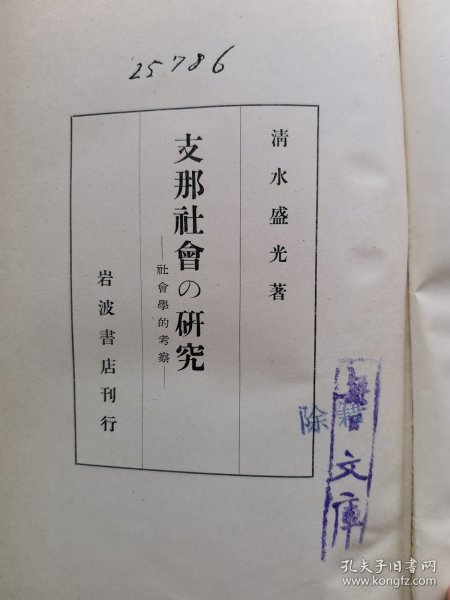 25786
清水盛光著
支那社會の研究
—社會學的考察—
岩波書店刊行
除籍
文庫
孔夫子旧书网
www.kongfz.com